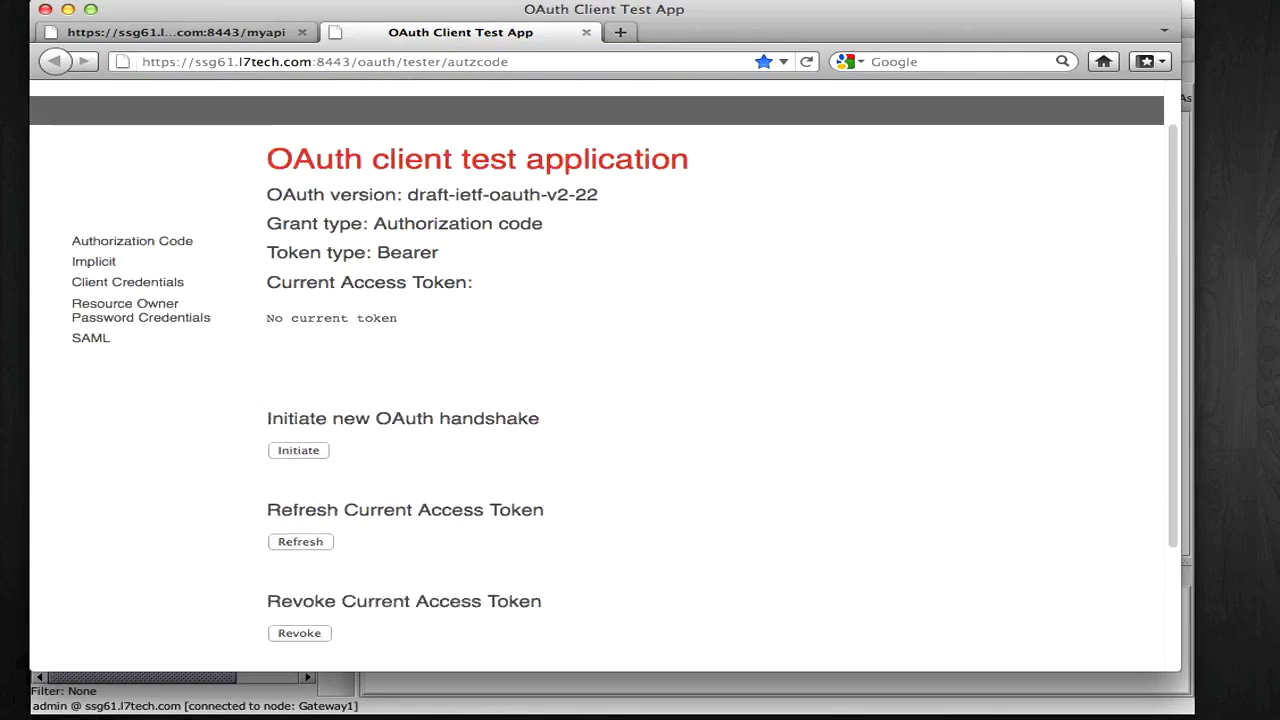 OAuth Client Test App
https://ssg61.l...com:8443/myapi
OAuth Client Test App
https://ssg61.l7tech.com:8443/oauth/tester/autzcode
Google
As
OAuth client test application
OAuth version: draft-ietf-oauth-v2-22
Grant type: Authorization code
Token type: Bearer
Current Access Token:
No current token
Authorization Code
Implicit
Client Credentials
Resource Owner
Password Credentials
SAML
Initiate new OAuth handshake
Initiate
Refresh Current Access Token
Refresh
Revoke Current Access Token
Revoke
Filter: None
admin @ ssg61.l7tech.com [connected to node: Gateway1]